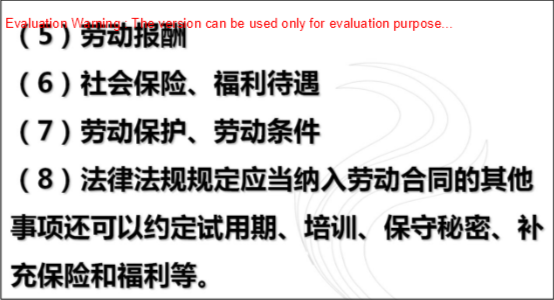 Evaluation Warning : The version can be used only for evaluation purpose...
（5）劳动报酬
（6）社会保险、福利待遇
（7）劳动保护、劳动条件
（8）法律法规规定应当纳入劳动合同的其他
事项还可以约定试用期、培训、保守秘密、补
充保险和福利等。